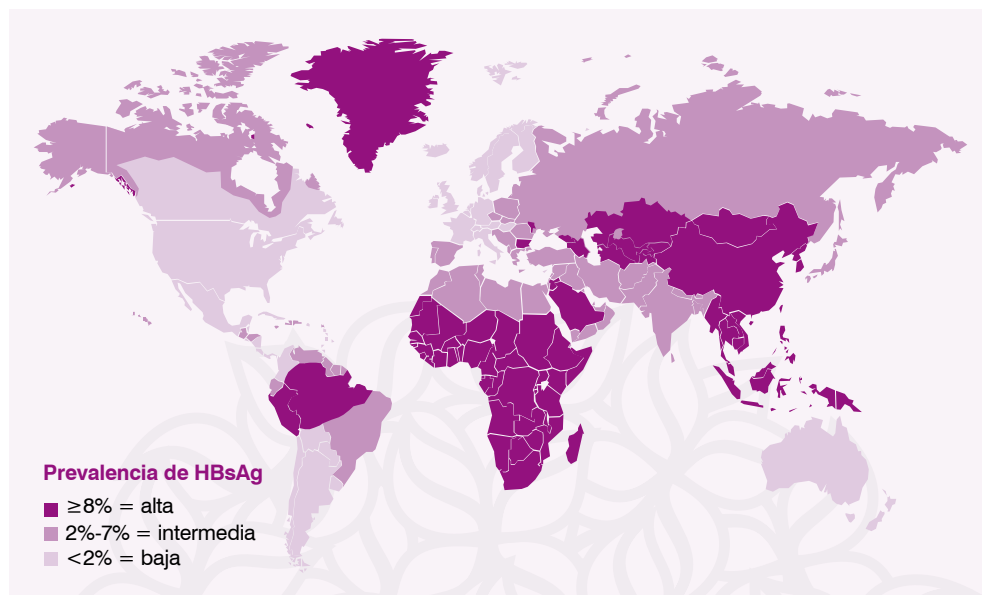 Prevalencia de HBsAg
≥8% = alta
2%-7% = intermedia
<2% = baja